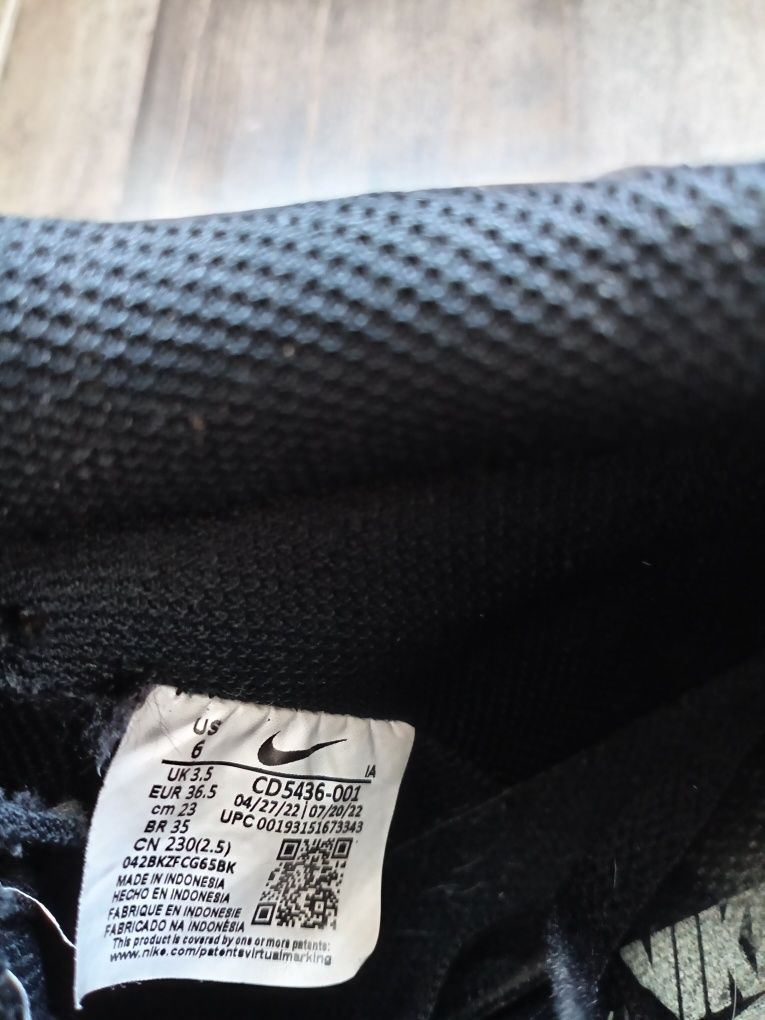 US
6
IA
UK 3.5
CD5436-001
EUR 36.5
04/27/22 | 07/20/22
cm 23
UPC 00193151673343
BR 35
CN 230(2.5)
042BKZFCG65BK
MADE IN INDONESIA
HECHO EN INDONESIA
FABRIQUE EN INDONESIE
FABRICADO NA INDONÉSIA
This product is covered by one or more patents:
www.nike.com/patentsvirtualmarking
NIK